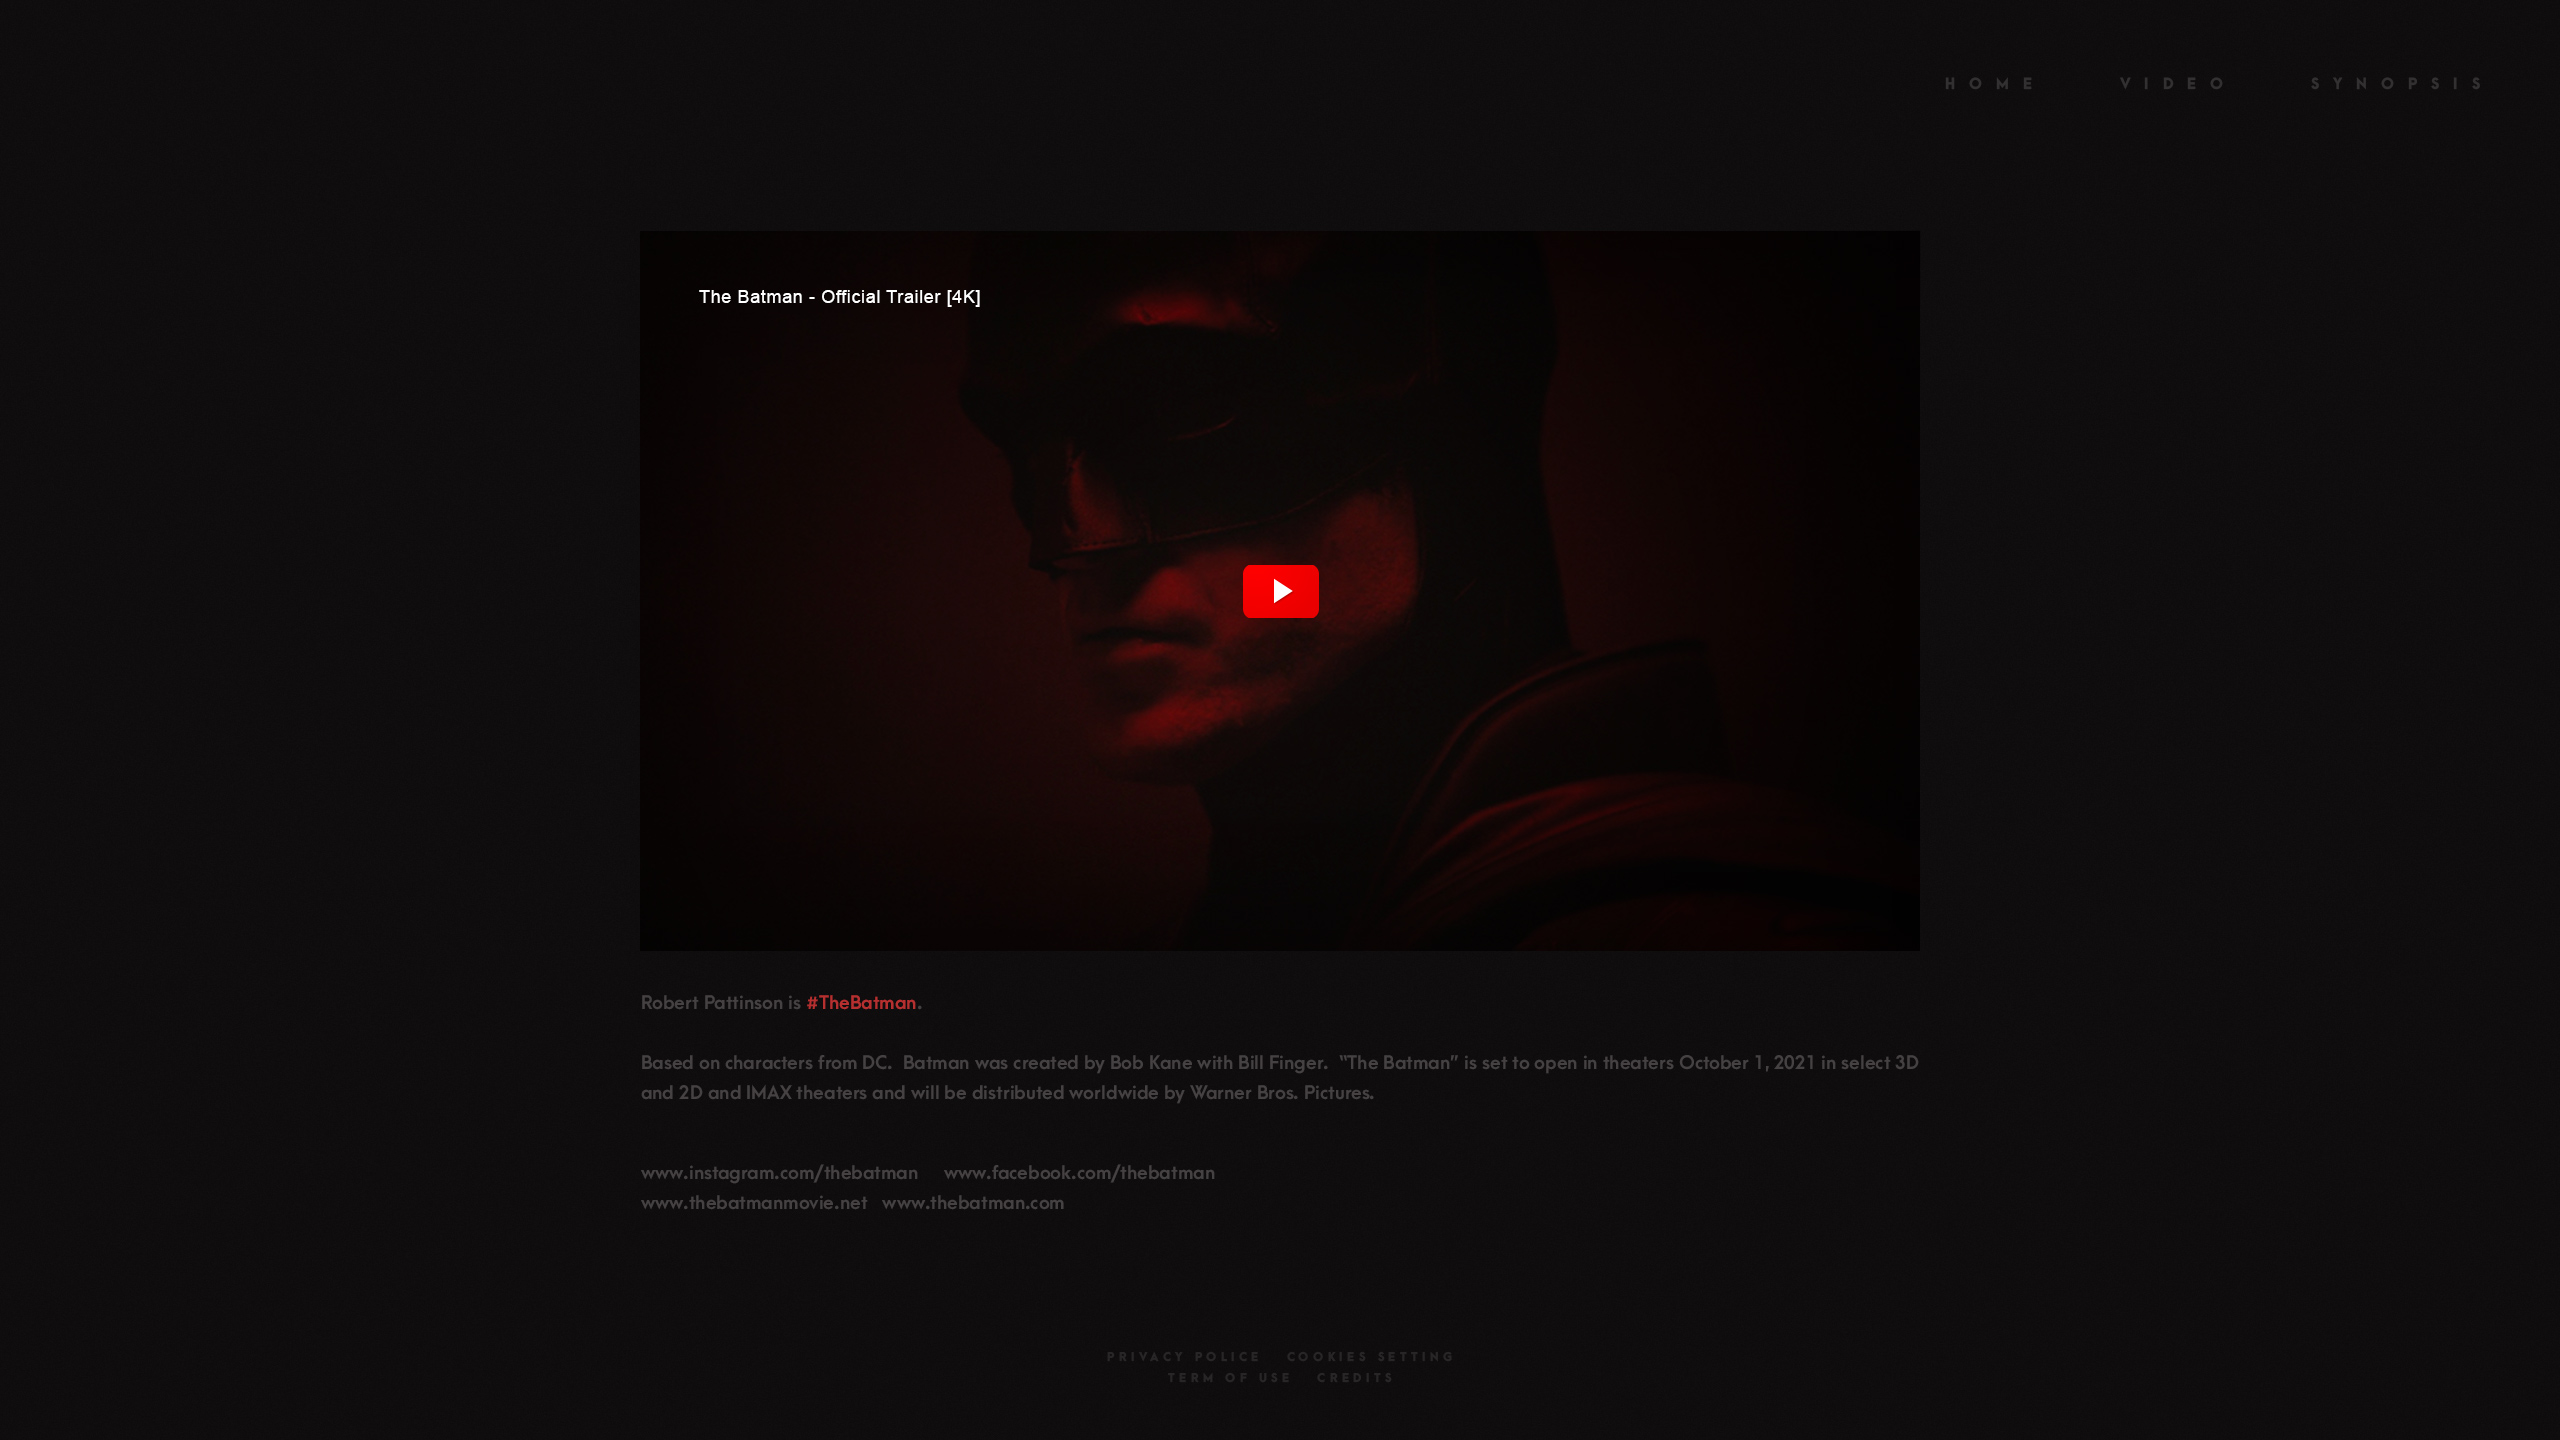 HOME VIDEO SYNOPSIS
The Batman - Official Trailer [4K]
Robert Pattinson is #TheBatman.
Based on characters from DC.  Batman was created by Bob Kane with Bill Finger.  “The Batman” is set to open in theaters October 1, 2021 in select 3D
and 2D and IMAX theaters and will be distributed worldwide by Warner Bros. Pictures.
www.instagram.com/thebatman www.facebook.com/thebatman
www.thebatmanmovie.net www.thebatman.com
PRIVACY POLICE COOKIES SETTING
TERM OF USE CREDITS